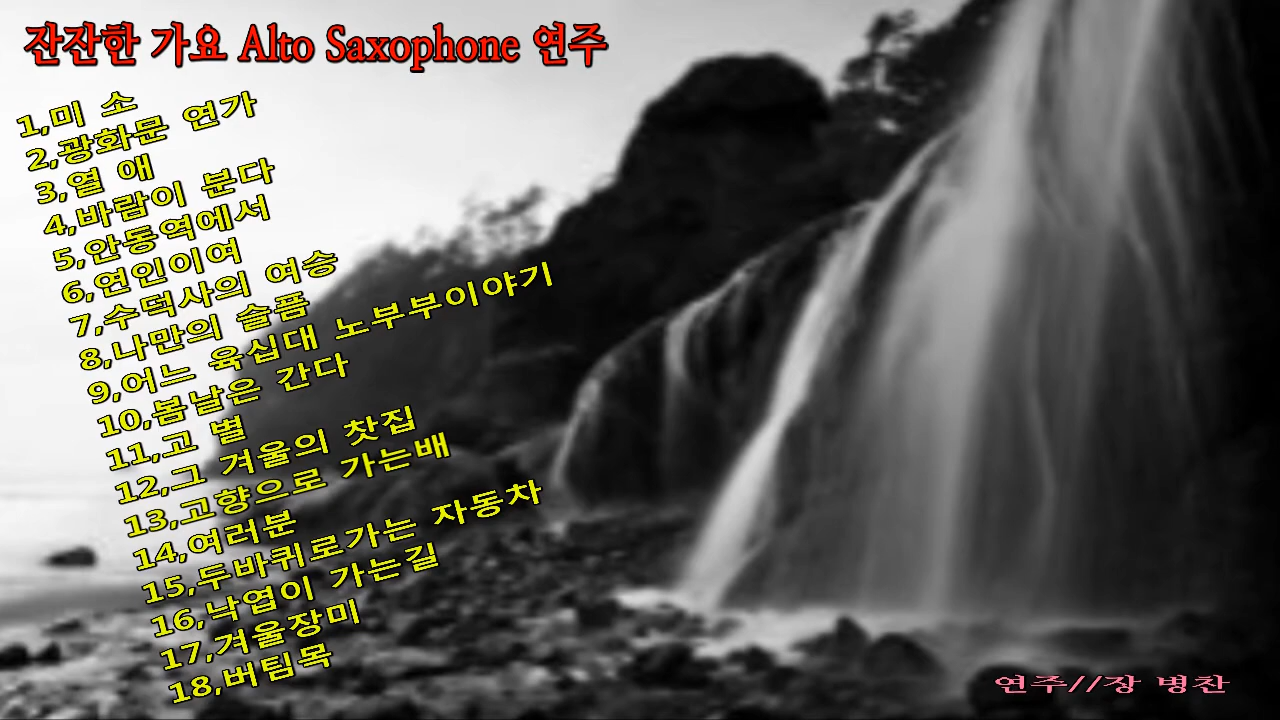 잔잔한 가요 Alto Saxophone 연주
1,미 소
2,광화문 연가
3,열 애
4,바람이 분다
5,안동역에서
6,연인이여
7,수덕사의 여승
8,나만의 슬픔
9,어느 육십대 노부부이야기
10,봄날은 간다
11,고 별
12,그 겨울의 찻집
13,고향으로 가는배
14,여러분
15,두바퀴로가는 자동차
16,낙엽이 가는길
17,겨울장미
18,버팀목
연주//장 병찬